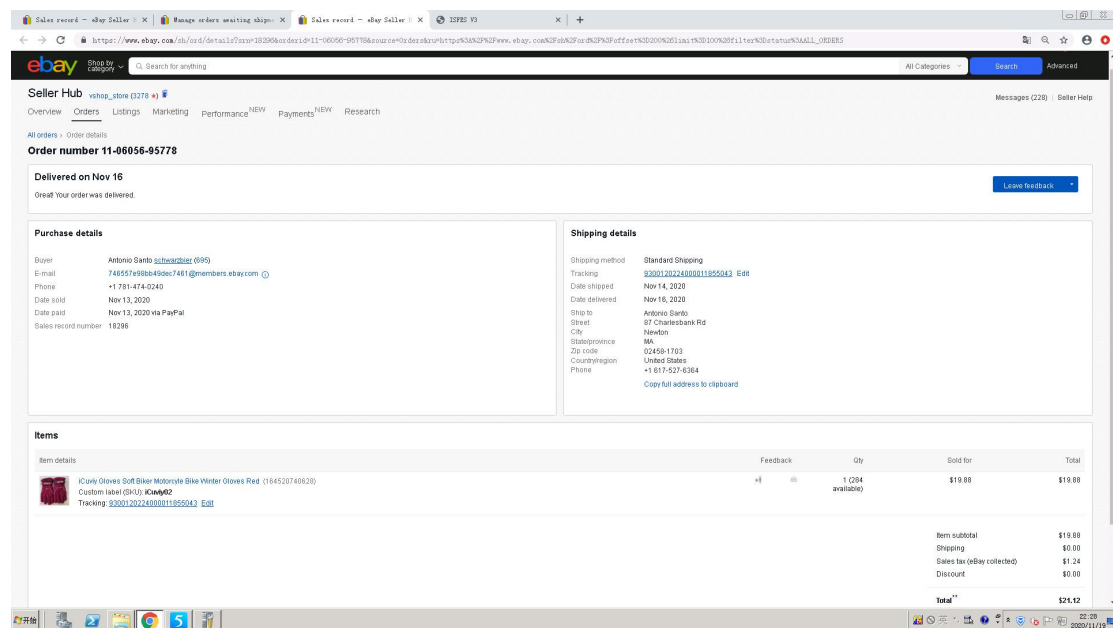 Sales record - eBay Seller H
Manage orders awaiting shipme
Sales record - eBay Seller H
ISFES V3
https://www.ebay.com/sh/ord/details?srn=18296&orderid=11-06056-95778&source=Orders&ru=https%3A%2F%2Fwww.ebay.com%2Fsh%2Ford%2F%3Foffset%3D200%26limit%3D100%26filter%3Dstatus%3AALL_ORDERS
ebay Shop by category Search for anything All Categories Search Advanced
Seller Hub vshop_store (3278) Messages (228) Seller Help
Overview Orders Listings Marketing Performance NEW Payments NEW Research
All orders > Order details
Order number 11-06056-95778
Delivered on Nov 16
Great! Your order was delivered.
Leave feedback
Purchase details
Buyer Antonio Santo schwarzbier (695)
E-mail 746557e98bb49dec7461@members.ebay.com
Phone +1 781-474-0240
Date sold Nov 13, 2020
Date paid Nov 13, 2020 via PayPal
Sales record number 18296
Shipping details
Shipping method Standard Shipping
Tracking 9300120224000011855043 Edit
Date shipped Nov 14, 2020
Date delivered Nov 16, 2020
Ship to Antonio Santo
Street 87 Charlesbank Rd
City Newton
State/province MA
Zip code 02458-1703
Country/region United States
Phone +1 617-527-6364
Copy full address to clipboard
Items
Item details Feedback Qty Sold for Total
iCuviy Gloves Soft Biker Motorcyle Bike Winter Gloves Red (164520740628) 1 (284 available) $19.88 $19.88
Custom label (SKU): iCuviy02
Tracking: 9300120224000011855043 Edit
Item subtotal $19.88
Shipping $0.00
Sales tax (eBay collected) $1.24
Discount $0.00
Total** $21.12
开始
英
22:28
2020/11/19